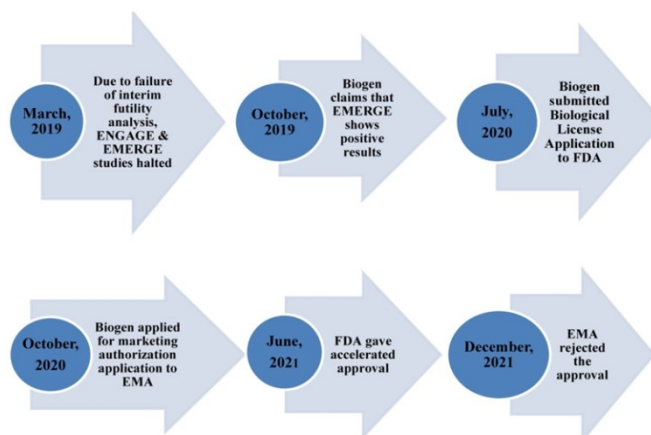 March,
2019
Due to failure
of interim
futility
analysis,
ENGAGE &
EMERGE
studies halted
October,
2019
Biogen
claims that
EMERGE
shows
positive
results
July,
2020
Biogen
submitted
Biological
License
Application
to FDA
October,
2020
Biogen applied
for marketing
authorization
application to
EMA
June,
2021
FDA gave
accelerated
approval
December,
2021
EMA
rejected
the
approval